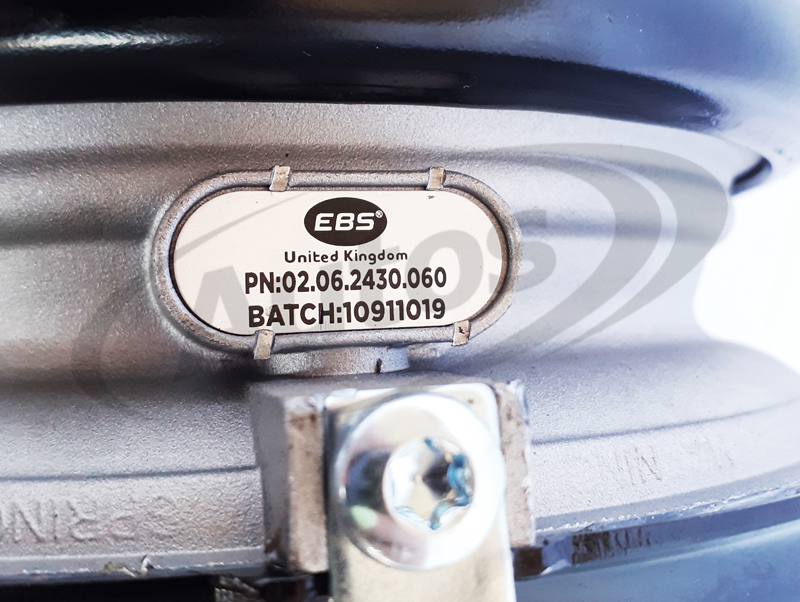 EBS®
United Kingdom
PN:02.06.2430.060
BATCH:10911019